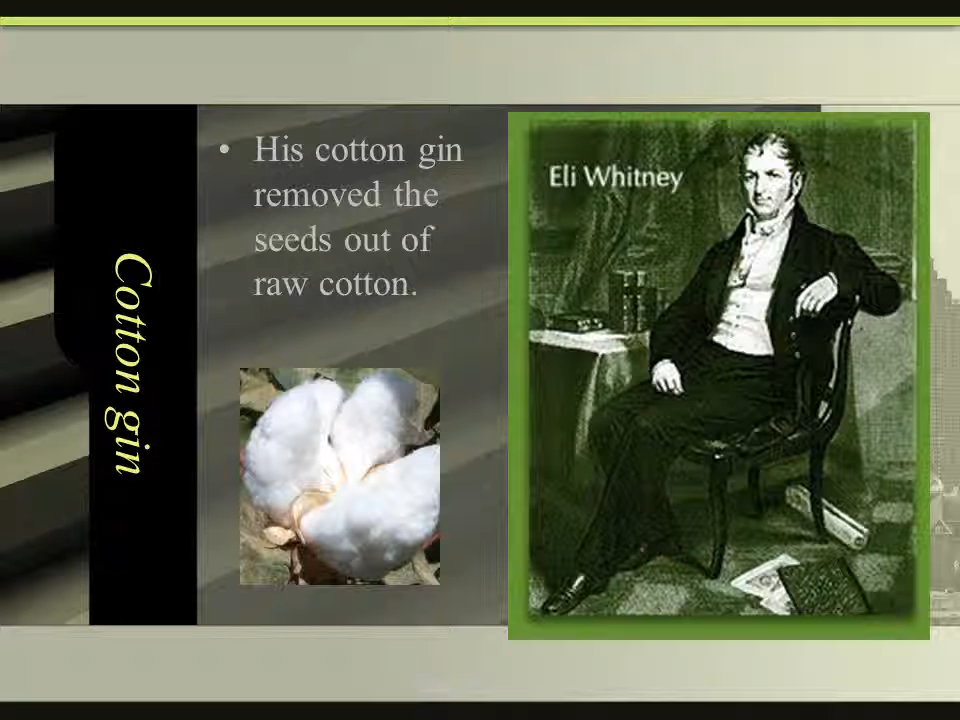 Cotton gin
• His cotton gin
removed the
seeds out of
raw cotton.
Eli Whitney